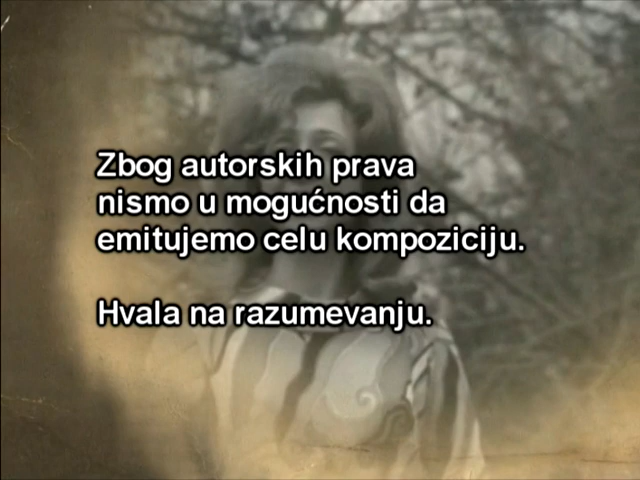 Zbog autorskih prava
nismo u mogućnosti da
emitujemo celu kompoziciju.
Hvala na razumevanju.